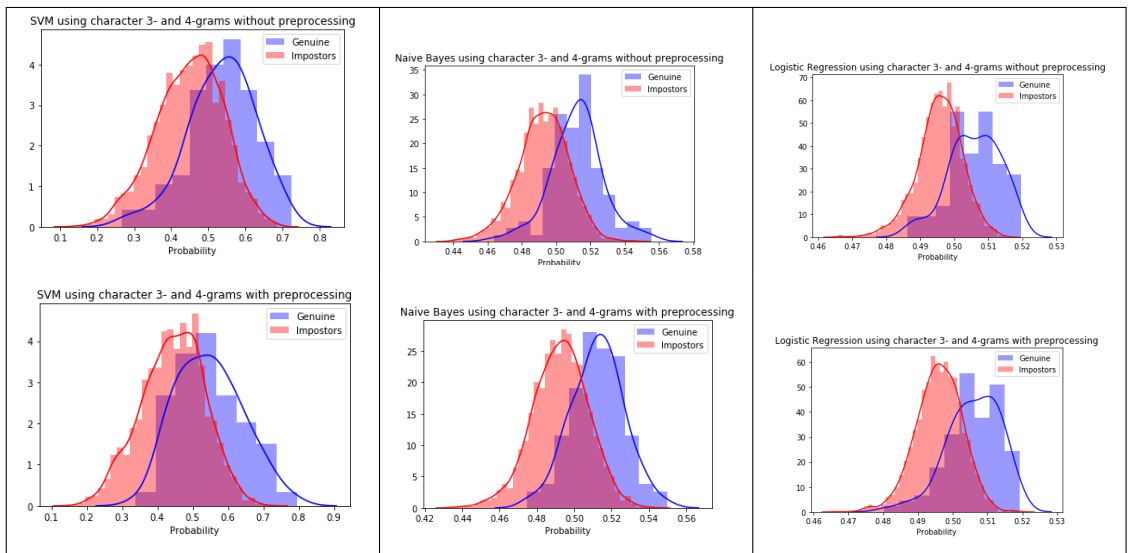 SVM using character 3- and 4-grams without preprocessing
Genuine
Impostors
4
3
2
1
0
0.1 0.2 0.3 0.4 0.5 0.6 0.7 0.8
Probability
Naive Bayes using character 3- and 4-grams without preprocessing
Genuine
Impostors
35
30
25
20
15
10
5
0
0.44 0.46 0.48 0.50 0.52 0.54 0.56 0.58
Probability
Logistic Regression using character 3- and 4-grams without preprocessing
Genuine
Impostors
70
60
50
40
30
20
10
0
0.46 0.47 0.48 0.49 0.50 0.51 0.52 0.53
Probability
SVM using character 3- and 4-grams with preprocessing
Genuine
Impostors
4
3
2
1
0
0.1 0.2 0.3 0.4 0.5 0.6 0.7 0.8 0.9
Probability
Naive Bayes using character 3- and 4-grams with preprocessing
Genuine
Impostors
25
20
15
10
5
0
0.42 0.44 0.46 0.48 0.50 0.52 0.54 0.56
Probability
Logistic Regression using character 3- and 4-grams with preprocessing
Genuine
Impostors
60
50
40
30
20
10
0
0.46 0.47 0.48 0.49 0.50 0.51 0.52 0.53
Probability